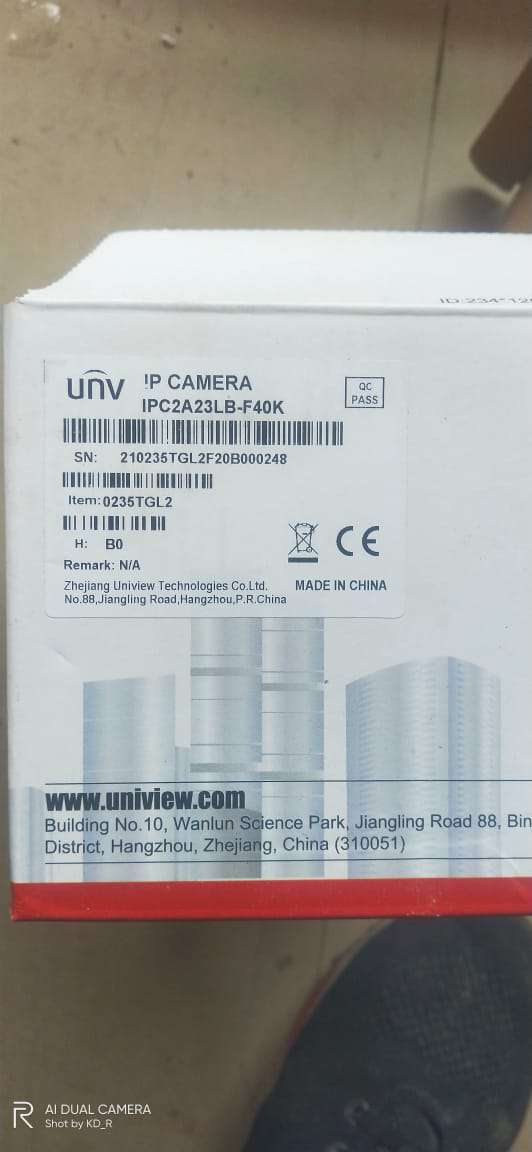 unv !P CAMERA
IPC2A23LB-F40K
QC
PASS
SN: 210235TGL2F20B000248
Item:0235TGL2
H: B0
Remark: N/A
Zhejiang Uniview Technologies Co.Ltd.
No.88,Jiangling Road,Hangzhou,P.R.China
MADE IN CHINA
CE
www.uniview.com
Building No.10, Wanlun Science Park, Jiangling Road 88, Bin
District, Hangzhou, Zhejiang, China (310051)
R AI DUAL CAMERA
Shot by KD_R